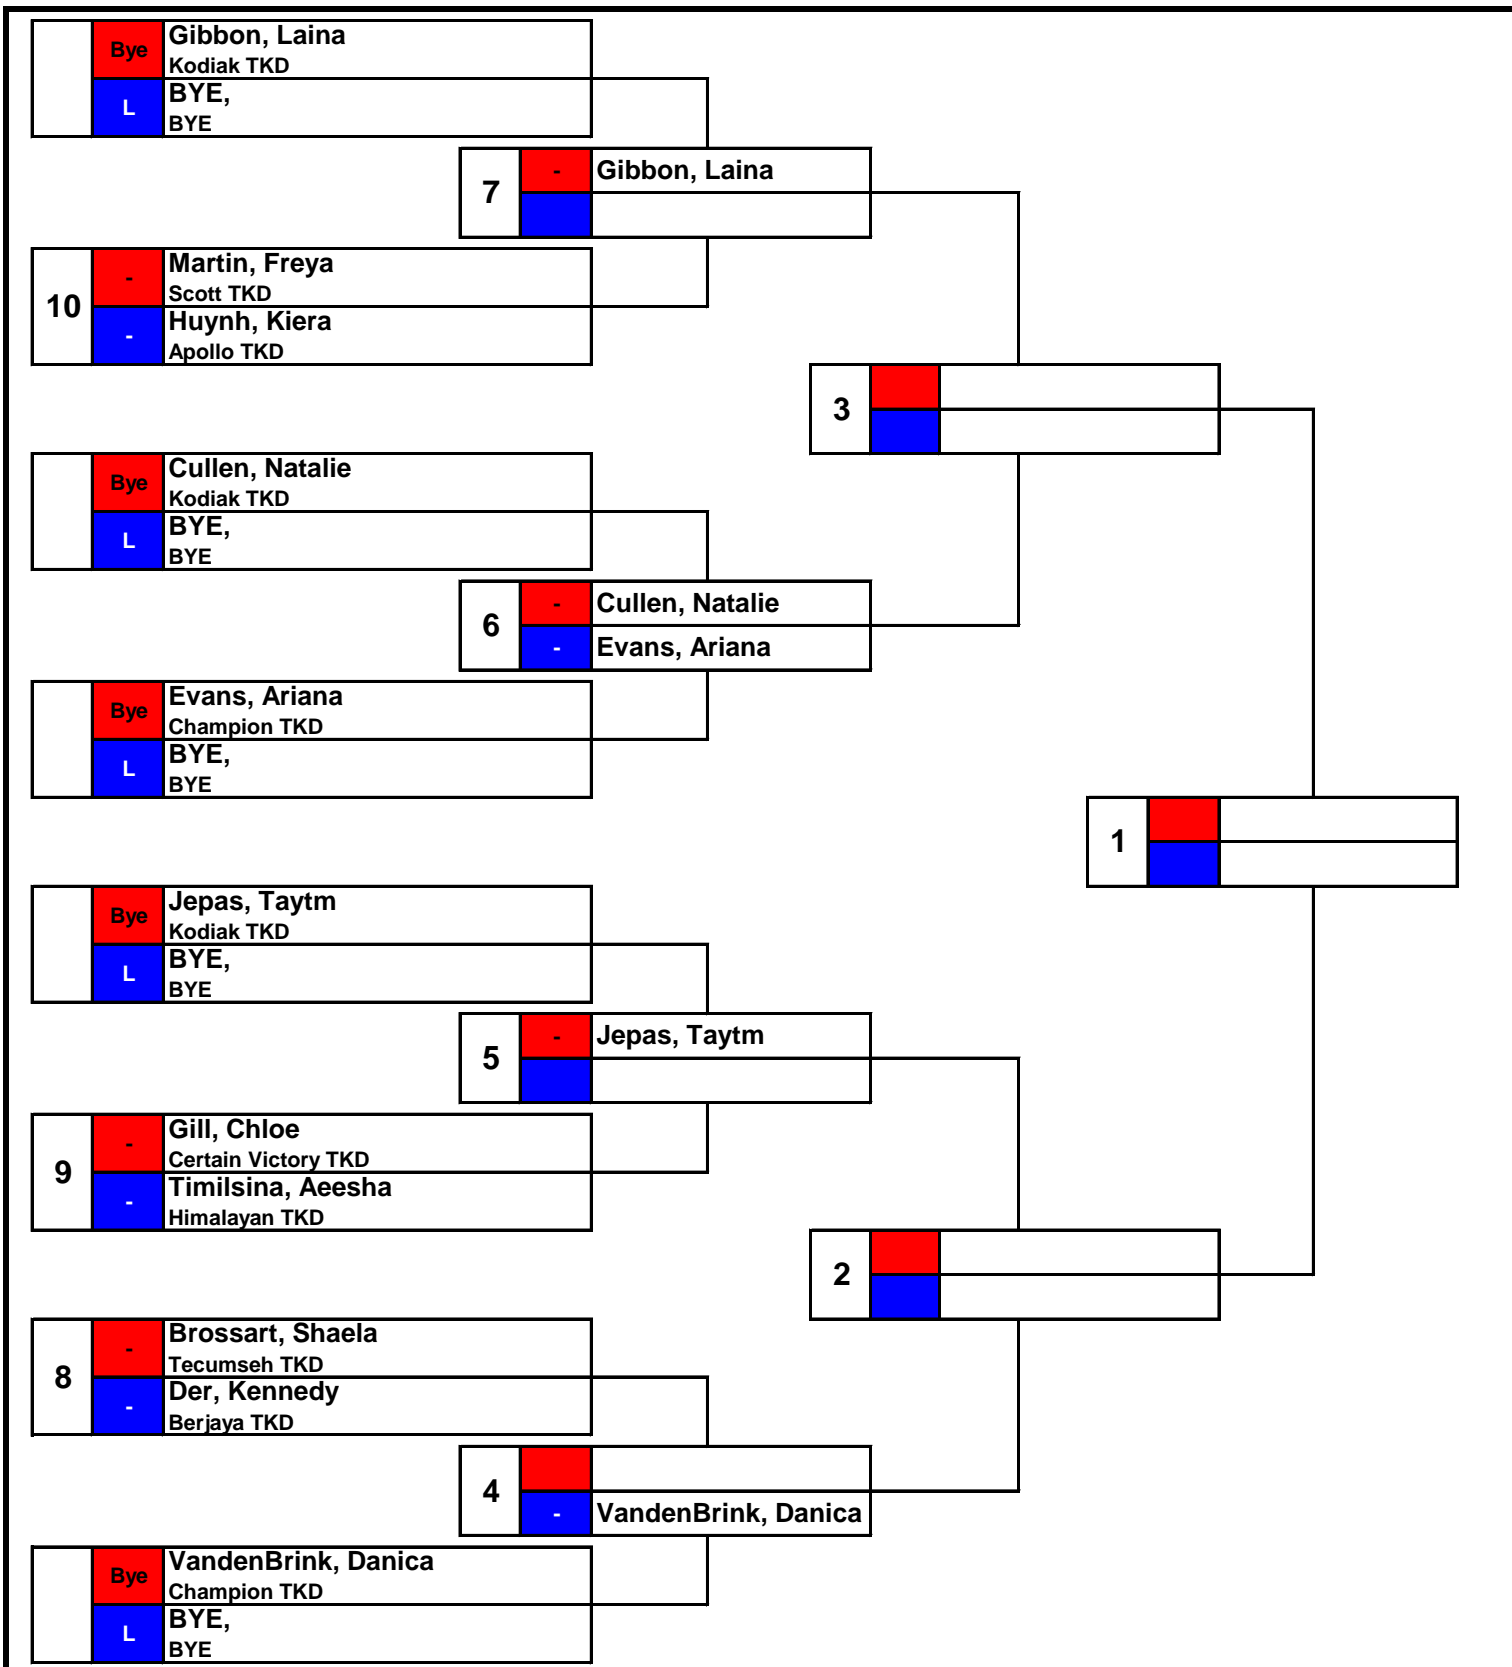 Bye Gibbon, Laina
Kodiak TKD
L BYE,
BYE
7 - Gibbon, Laina
10 - Martin, Freya
Scott TKD
- Huynh, Kiera
Apollo TKD
3
Bye Cullen, Natalie
Kodiak TKD
L BYE,
BYE
6 - Cullen, Natalie
- Evans, Ariana
Bye Evans, Ariana
Champion TKD
L BYE,
BYE
1
Bye Jepas, Taytm
Kodiak TKD
L BYE,
BYE
5 - Jepas, Taytm
9 - Gill, Chloe
Certain Victory TKD
- Timilsina, Aeesha
Himalayan TKD
2
8 - Brossart, Shaela
Tecumseh TKD
- Der, Kennedy
Berjaya TKD
4
- VandenBrink, Danica
Bye VandenBrink, Danica
Champion TKD
L BYE,
BYE